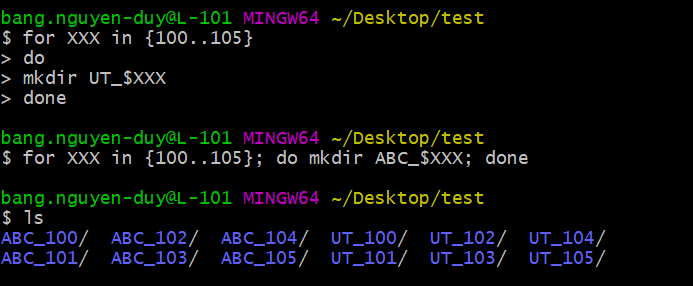 bang.nguyen-duy@L-101 MINGW64 ~/Desktop/test
$ for XXX in {100..105}
> do
> mkdir UT_$XXX
> done
bang.nguyen-duy@L-101 MINGW64 ~/Desktop/test
$ for XXX in {100..105}; do mkdir ABC_$XXX; done
bang.nguyen-duy@L-101 MINGW64 ~/Desktop/test
$ ls
ABC_100/  ABC_102/  ABC_104/  UT_100/  UT_102/  UT_104/
ABC_101/  ABC_103/  ABC_105/  UT_101/  UT_103/  UT_105/